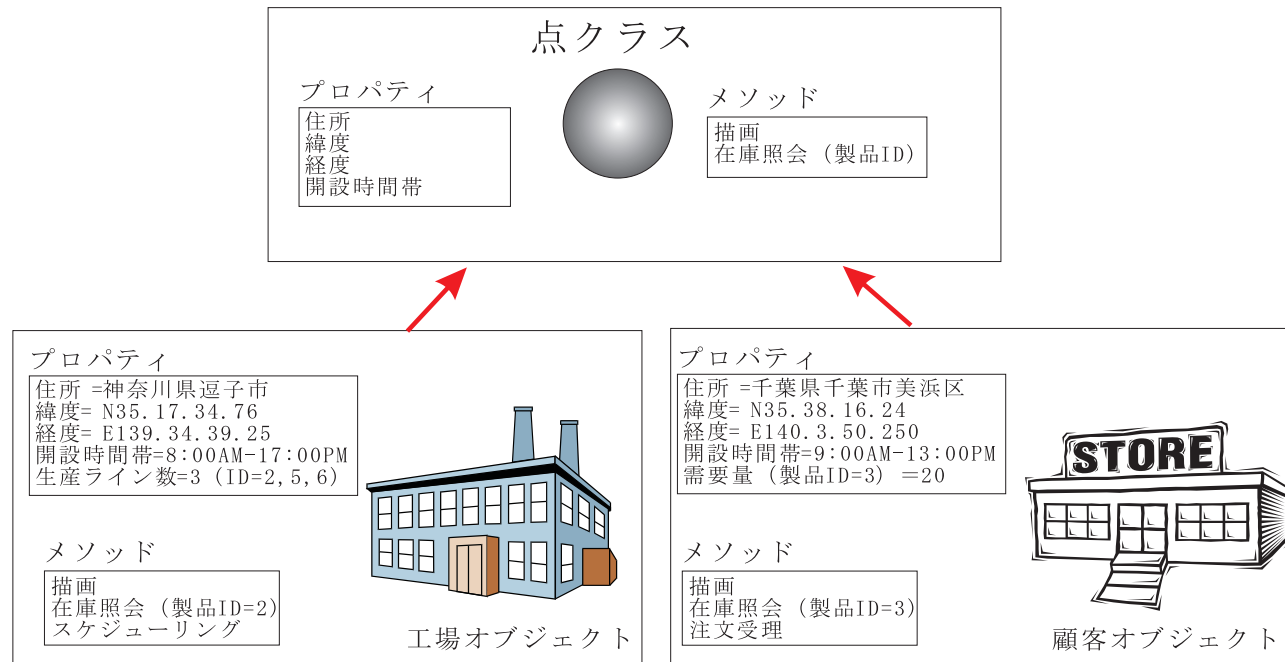 点クラス
プロパティ
住所
緯度
経度
開設時間帯
メソッド
描画
在庫照会（製品ID）
プロパティ
住所 =神奈川県逗子市
緯度= N35.17.34.76
経度= E139.34.39.25
開設時間帯=8:00AM-17:00PM
生産ライン数=3（ID=2,5,6）
メソッド
描画
在庫照会（製品ID=2）
スケジューリング
工場オブジェクト
プロパティ
住所 =千葉県千葉市美浜区
緯度= N35.38.16.24
経度= E140.3.50.250
開設時間帯=9:00AM-13:00PM
需要量（製品ID=3）＝20
STORE
メソッド
描画
在庫照会（製品ID=3）
注文受理
顧客オブジェクト